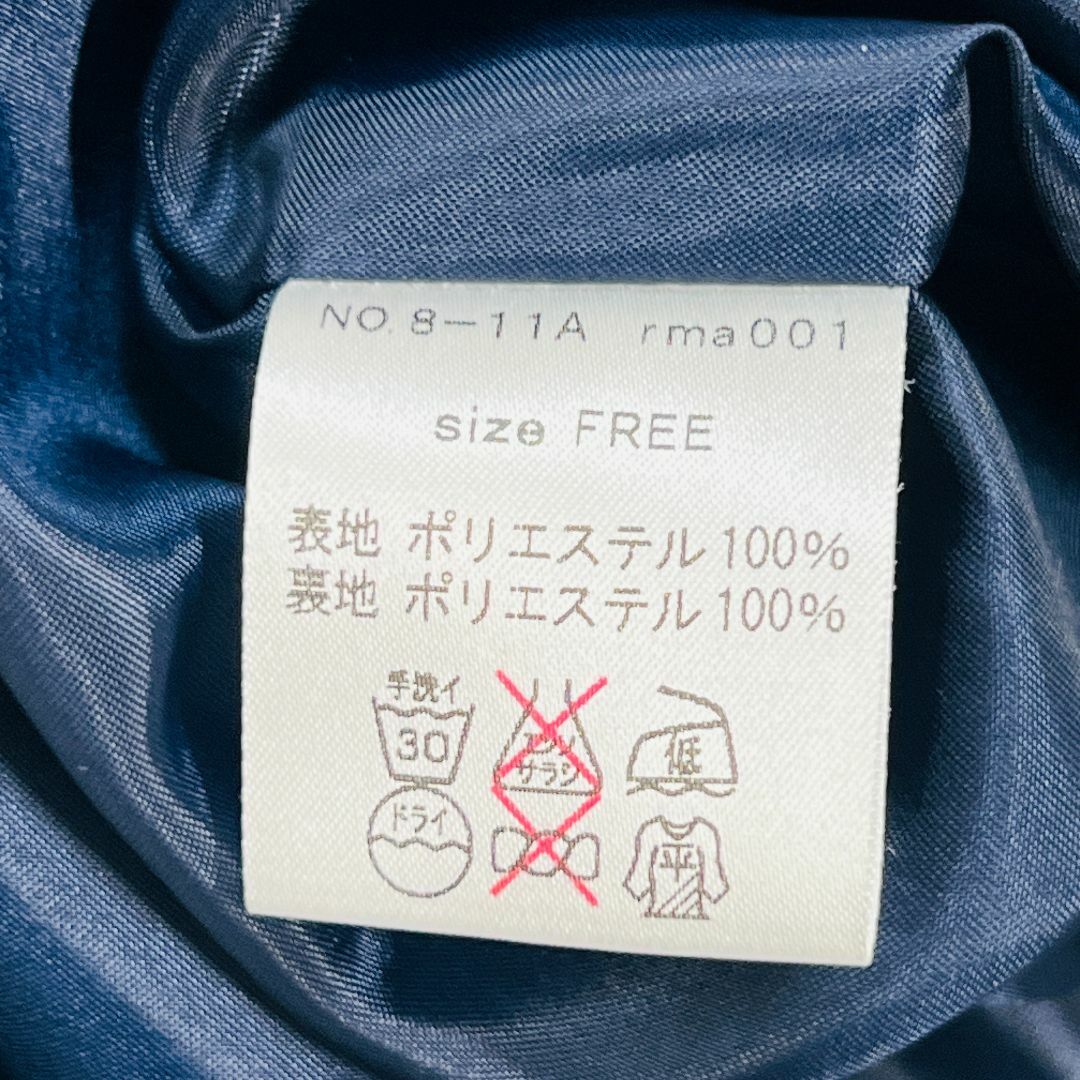 NO.8-11A rma001
size FREE
表地 ポリエステル100%
裏地 ポリエステル100%
手洗イ
30
エンソ
サラシ
低
ドライ
平